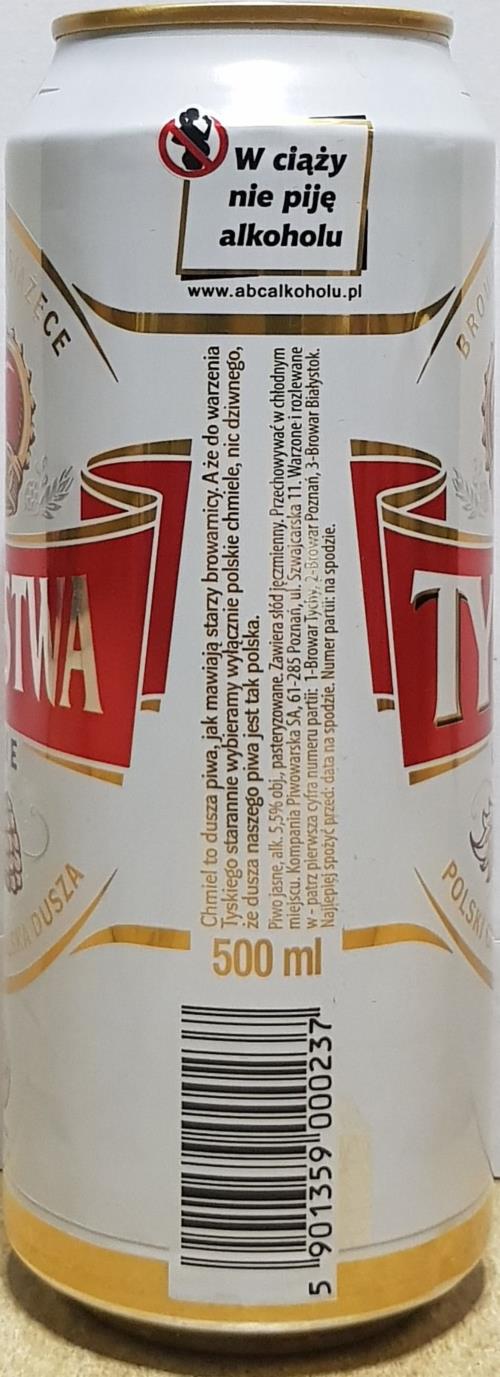 W ciąży
nie piję
alkoholu
www.abcalkoholu.pl
ĄŻĘCE
BROW
Chmiel to dusza piwa, jak mawiają starzy browarnicy. A że do warzenia
Tyskiego starannie wybieramy wyłącznie polskie chmiele, nic dziwnego,
że dusza naszego piwa jest tak polska.
Piwo jasne, alk. 5,5% obj., pasteryzowane. Zawiera słód jęczmienny. Przechowywać w chłodnym
miejscu. Kompania Piwowarska SA, 61-285 Poznań, ul. Szwajcarska 11. Warzone i rozlewane
w - patrz pierwsza cyfra numeru partii: 1-Browar Tychy, 2-Browar Poznań, 3-Browar Białystok.
Najlepiej spożyć przed: data na spodzie. Numer partii: na spodzie.
STWA
TY
E
SKA DUSZA
POLSKI
500 ml
5 901359 000237